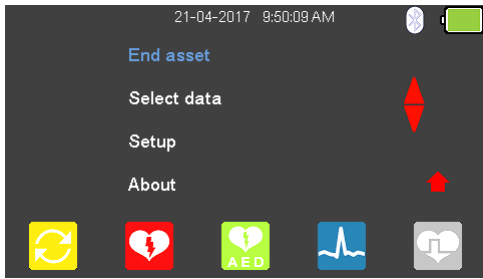 21-04-2017 9:50:09 AM
End asset
Select data
Setup
About
AED